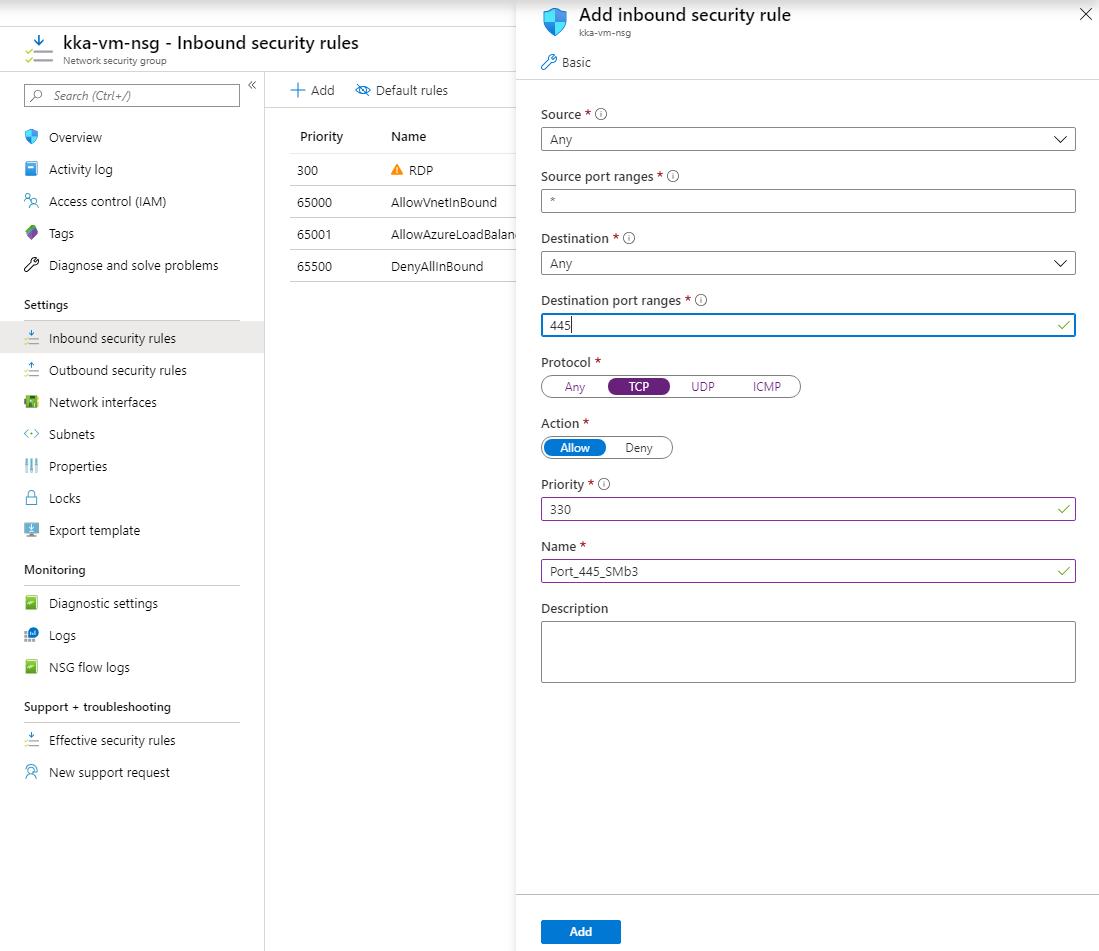 kka-vm-nsg - Inbound security rules
Network security group
Search (Ctrl+/)
«
Overview
Activity log
Access control (IAM)
Tags
Diagnose and solve problems
Settings
Inbound security rules
Outbound security rules
Network interfaces
Subnets
Properties
Locks
Export template
Monitoring
Diagnostic settings
Logs
NSG flow logs
Support + troubleshooting
Effective security rules
New support request
Add Default rules
Priority Name
300 RDP
65000 AllowVnetInBound
65001 AllowAzureLoadBalan
65500 DenyAllInBound
Add inbound security rule
kka-vm-nsg
Basic
Source *
Any
Source port ranges *
*
Destination *
Any
Destination port ranges *
445
Protocol *
Any TCP UDP ICMP
Action *
Allow Deny
Priority *
330
Name *
Port_445_SMb3
Description
Add